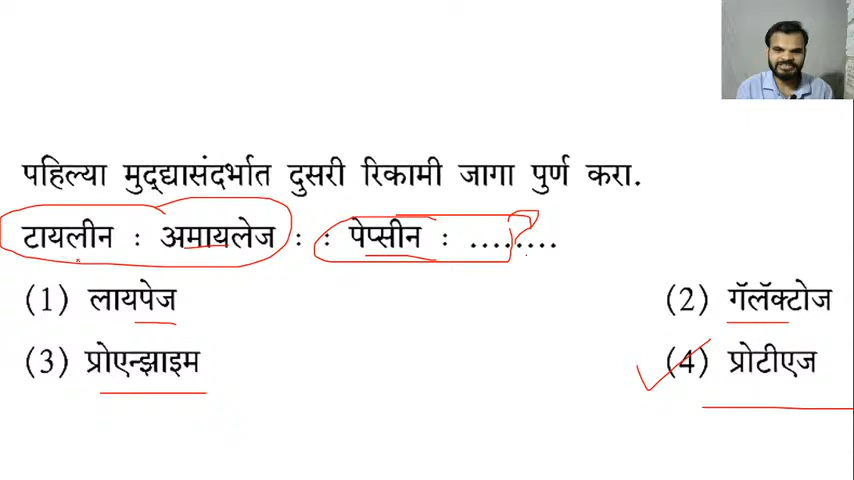 पहिल्या मुद्द्यासंदर्भात दुसरी रिकामी जागा पुर्ण करा.
टायलीन : अमायलेज : : पेप्सीन : ........
(1) लायपेज (2) गॅलॅक्टोज
(3) प्रोएन्झाइम (4) प्रोटीएज